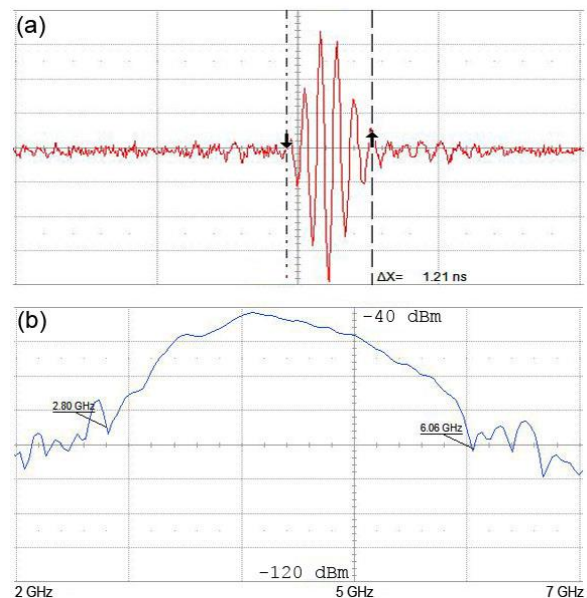 (a)
ΔX= 1.21 ns
(b)
-40 dBm
2.80 GHz
6.06 GHz
-120 dBm
2 GHz 5 GHz 7 GHz